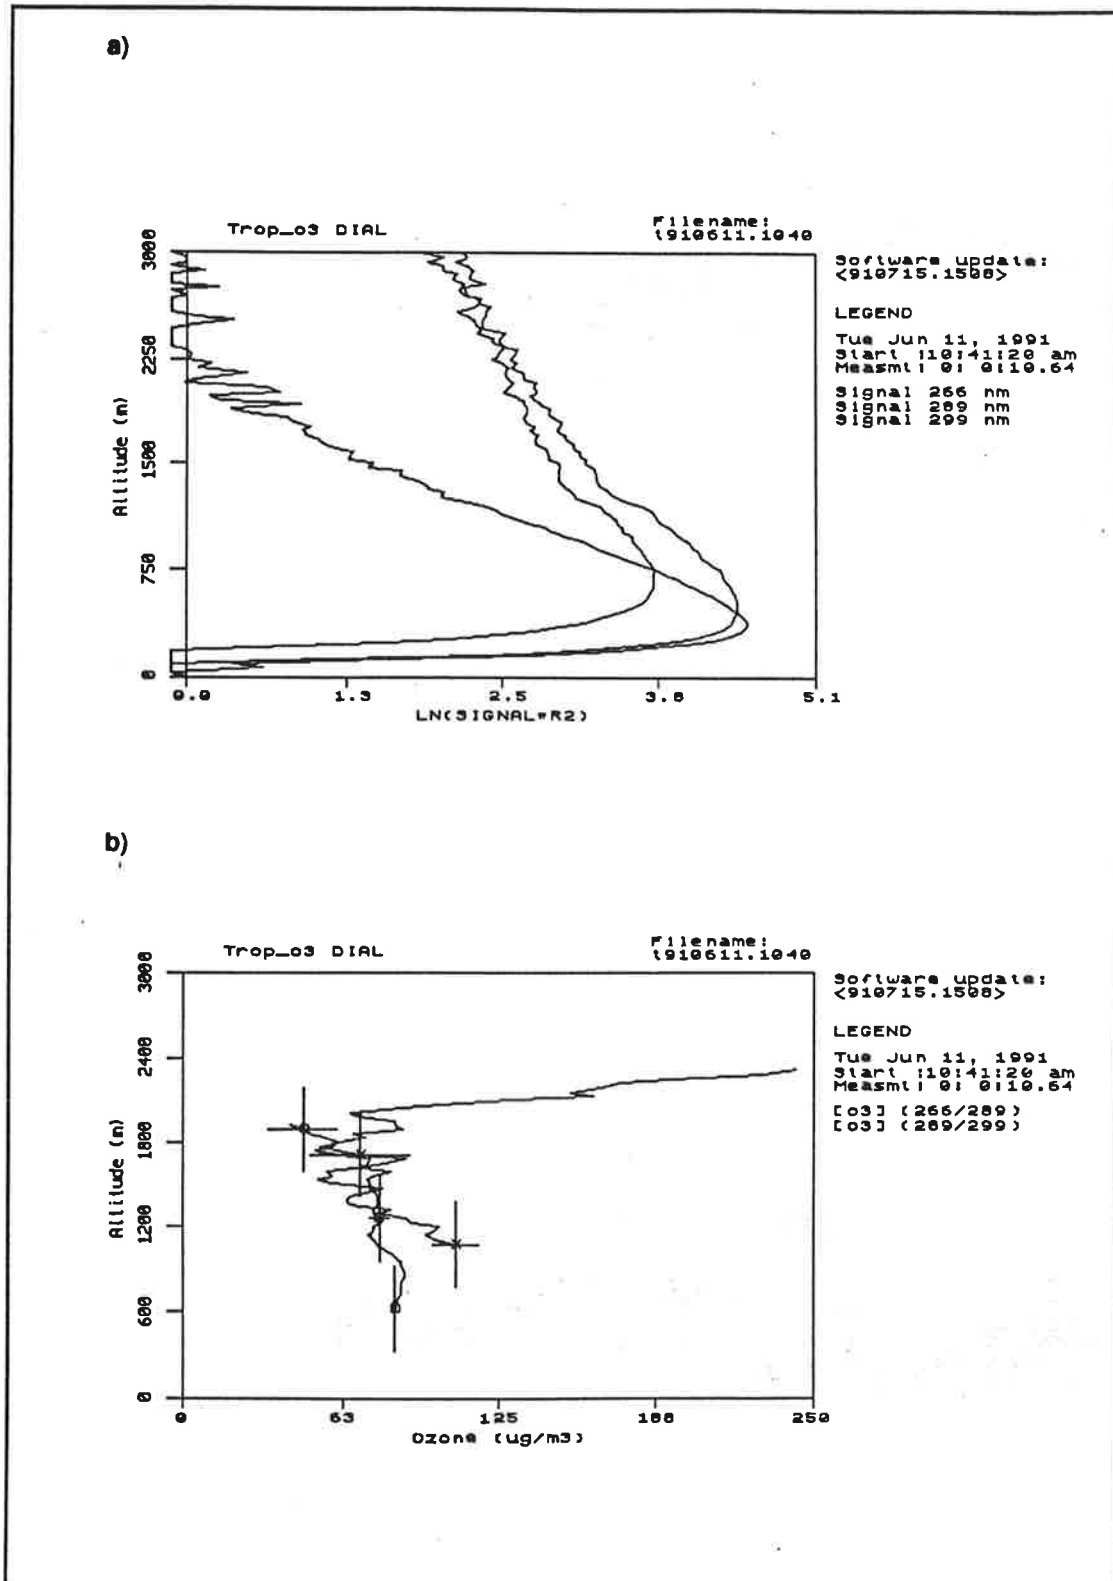 a)
Trop_o3 DIAL
Filename:
t910611.1040
Software update:
<910715.1508>
LEGEND
Tue Jun 11, 1991
Start :10:41:20 am
Measmt: 0: 0:10.64
Signal 266 nm
Signal 289 nm
Signal 299 nm
Altitude (m)
3000
2250
1500
750
0
0.0 1.3 2.5 3.8 5.1
LN(SIGNAL*R2)
b)
Trop_o3 DIAL
Filename:
t910611.1040
Software update:
<910715.1508>
LEGEND
Tue Jun 11, 1991
Start :10:41:20 am
Measmt: 0: 0:10.64
[o3] (266/289)
[o3] (289/299)
Altitude (m)
3000
2400
1800
1200
600
0
0 63 125 188 250
Ozone (ug/m3)